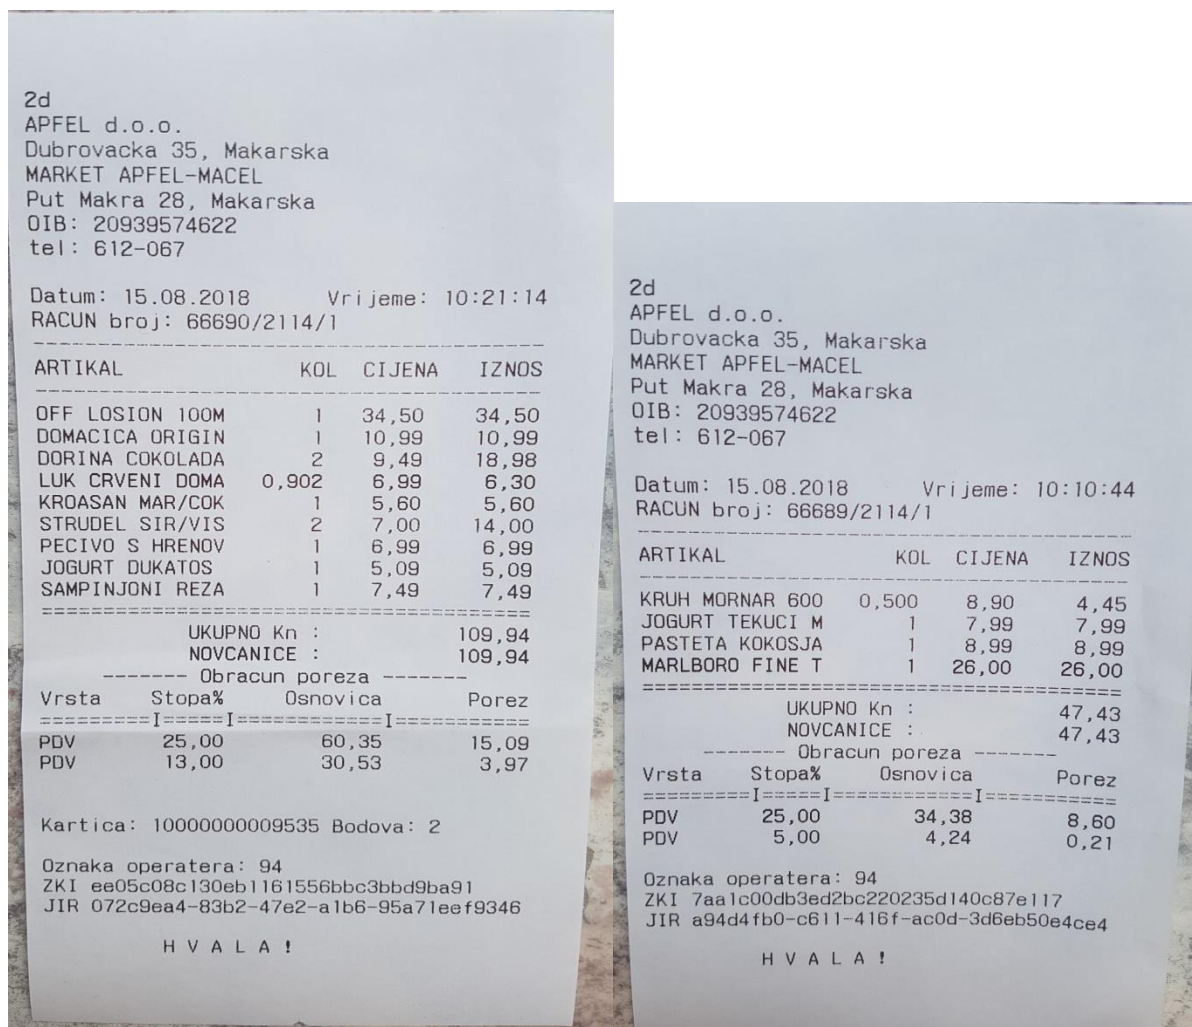 2d
APFEL d.o.o.
Dubrovacka 35, Makarska
MARKET APFEL-MACEL
Put Makra 28, Makarska
OIB: 20939574622
tel: 612-067
Datum: 15.08.2018 Vrijeme: 10:21:14
RACUN broj: 66690/2114/1
ARTIKAL KOL CIJENA IZNOS
OFF LOSION 100M 1 34,50 34,50
DOMACICA ORIGIN 1 10,99 10,99
DORINA COKOLADA 2 9,49 18,98
LUK CRVENI DOMA 0,902 6,99 6,30
KROASAN MAR/COK 1 5,60 5,60
STRUDEL SIR/VIS 2 7,00 14,00
PECIVO S HRENOV 1 6,99 6,99
JOGURT DUKATOS 1 5,09 5,09
SAMPINJONI REZA 1 7,49 7,49
==========================================
UKUPNO Kn : 109,94
NOVCANICE : 109,94
------- Obracun poreza -------
Vrsta Stopa% Osnovica Porez
=========I=====I============I===========
PDV 25,00 60,35 15,09
PDV 13,00 30,53 3,97
Kartica: 10000000009535 Bodova: 2
Oznaka operatera: 94
ZKI ee05c08c130eb1161556bbc3bbd9ba91
JIR 072c9ea4-83b2-47e2-a1b6-95a71eef9346
H V A L A !
2d
APFEL d.o.o.
Dubrovacka 35, Makarska
MARKET APFEL-MACEL
Put Makra 28, Makarska
OIB: 20939574622
tel: 612-067
Datum: 15.08.2018 Vrijeme: 10:10:44
RACUN broj: 66689/2114/1
ARTIKAL KOL CIJENA IZNOS
KRUH MORNAR 600 0,500 8,90 4,45
JOGURT TEKUCI M 1 7,99 7,99
PASTETA KOKOSJA 1 8,99 8,99
MARLBORO FINE T 1 26,00 26,00
==========================================
UKUPNO Kn : 47,43
NOVCANICE : 47,43
------- Obracun poreza -------
Vrsta Stopa% Osnovica Porez
=========I=====I============I===========
PDV 25,00 34,38 8,60
PDV 5,00 4,24 0,21
Oznaka operatera: 94
ZKI 7aa1c00db3ed2bc220235d140c87e117
JIR a94d4fb0-c611-416f-ac0d-3d6eb50e4ce4
H V A L A !